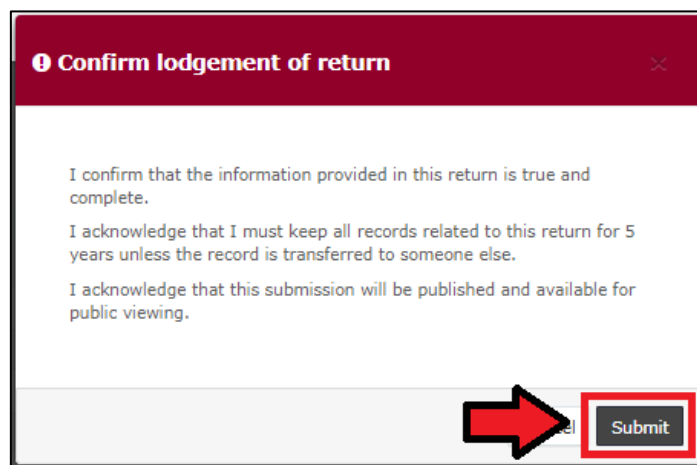 Confirm lodgement of return
I confirm that the information provided in this return is true and
complete.
I acknowledge that I must keep all records related to this return for 5
years unless the record is transferred to someone else.
I acknowledge that this submission will be published and available for
public viewing.
Submit